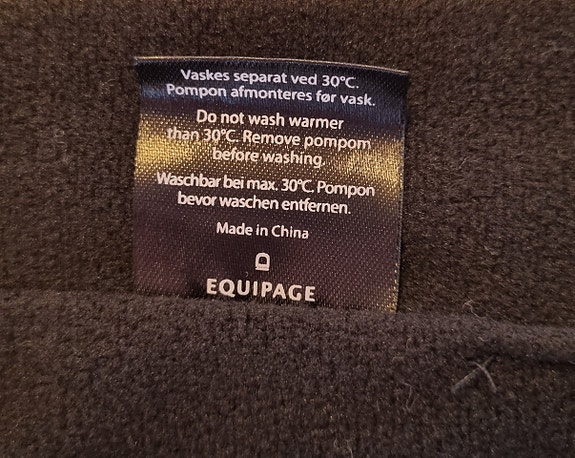 Vaskes separat ved 30°C.
Pompon afmonteres før vask.
Do not wash warmer
than 30°C. Remove pompom
before washing.
Waschbar bei max. 30°C. Pompon
bevor waschen entfernen.
Made in China
EQUIPAGE